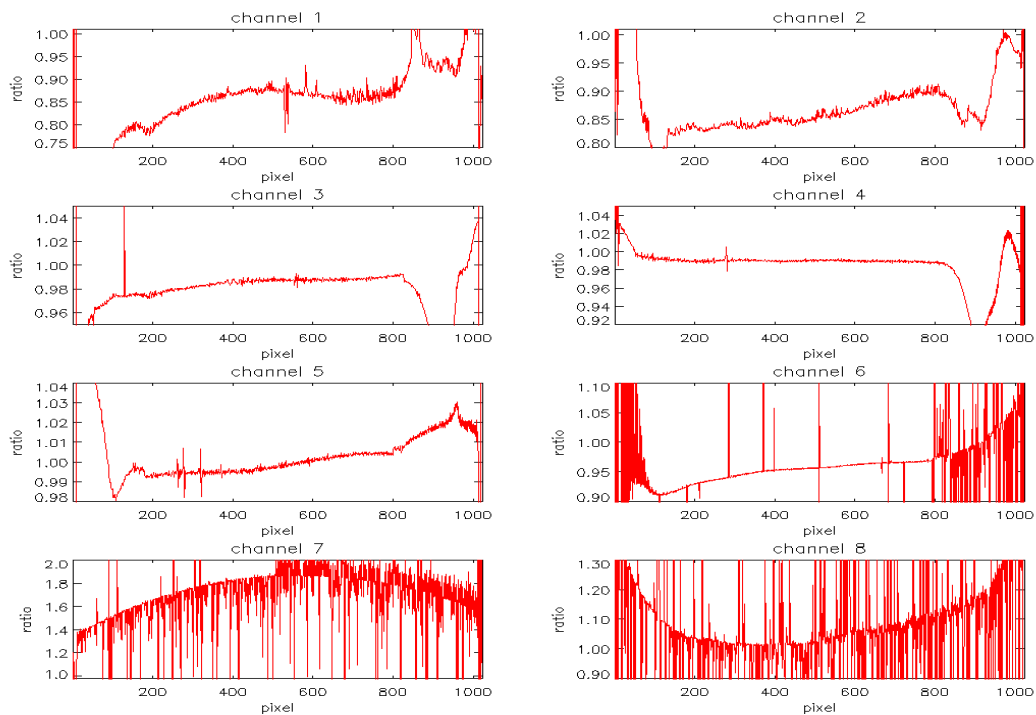 channel 1
1.00
0.95
0.90
0.85
0.80
0.75
ratio
200 400 600 800 1000
pixel
channel 2
1.00
0.95
0.90
0.85
0.80
ratio
200 400 600 800 1000
pixel
channel 3
1.04
1.02
1.00
0.98
0.96
ratio
200 400 600 800 1000
pixel
channel 4
1.04
1.02
1.00
0.98
0.96
0.94
0.92
ratio
200 400 600 800 1000
pixel
channel 5
1.04
1.03
1.02
1.01
1.00
0.99
0.98
ratio
200 400 600 800 1000
pixel
channel 6
1.10
1.05
1.00
0.95
0.90
ratio
200 400 600 800 1000
pixel
channel 7
2.0
1.8
1.6
1.4
1.2
1.0
ratio
200 400 600 800 1000
pixel
channel 8
1.30
1.20
1.10
1.00
0.90
ratio
200 400 600 800 1000
pixel